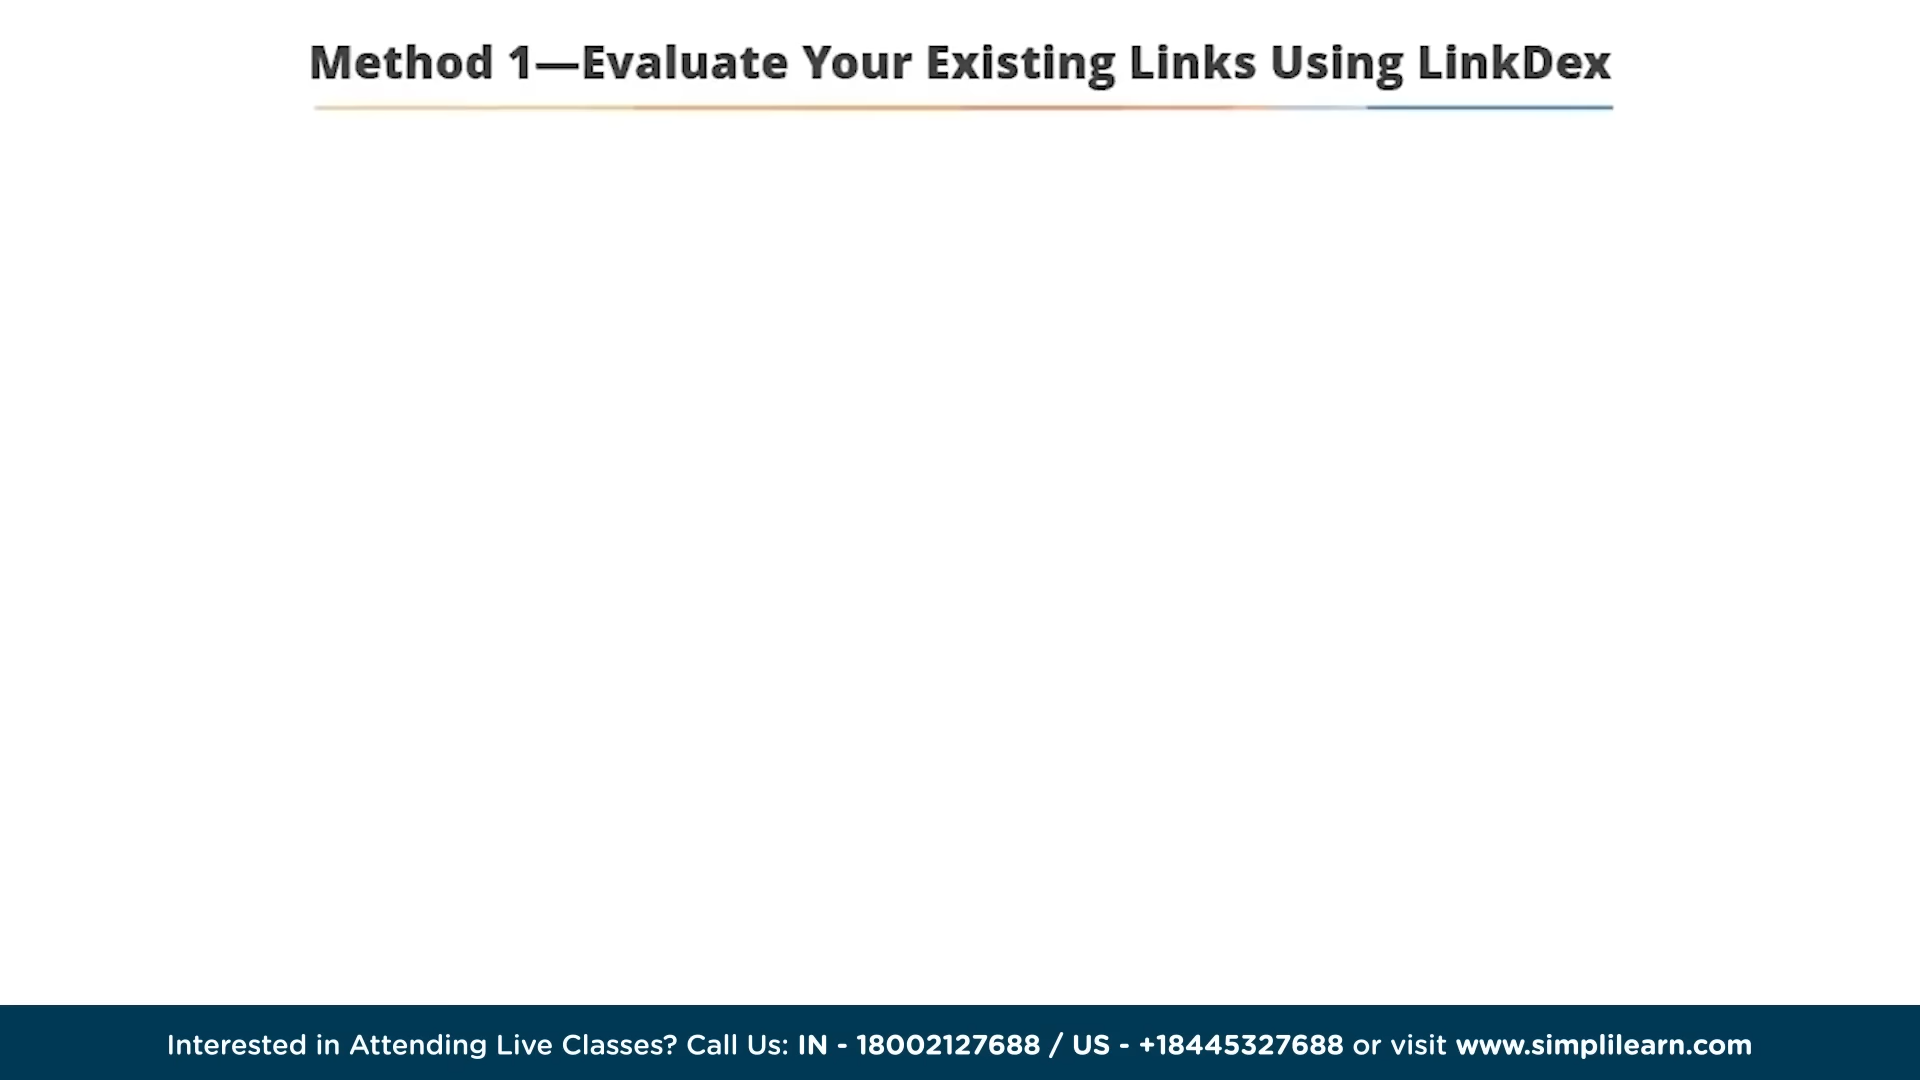 Method 1—Evaluate Your Existing Links Using LinkDex
Interested in Attending Live Classes? Call Us: IN - 18002127688 / US - +18445327688 or visit www.simplilearn.com